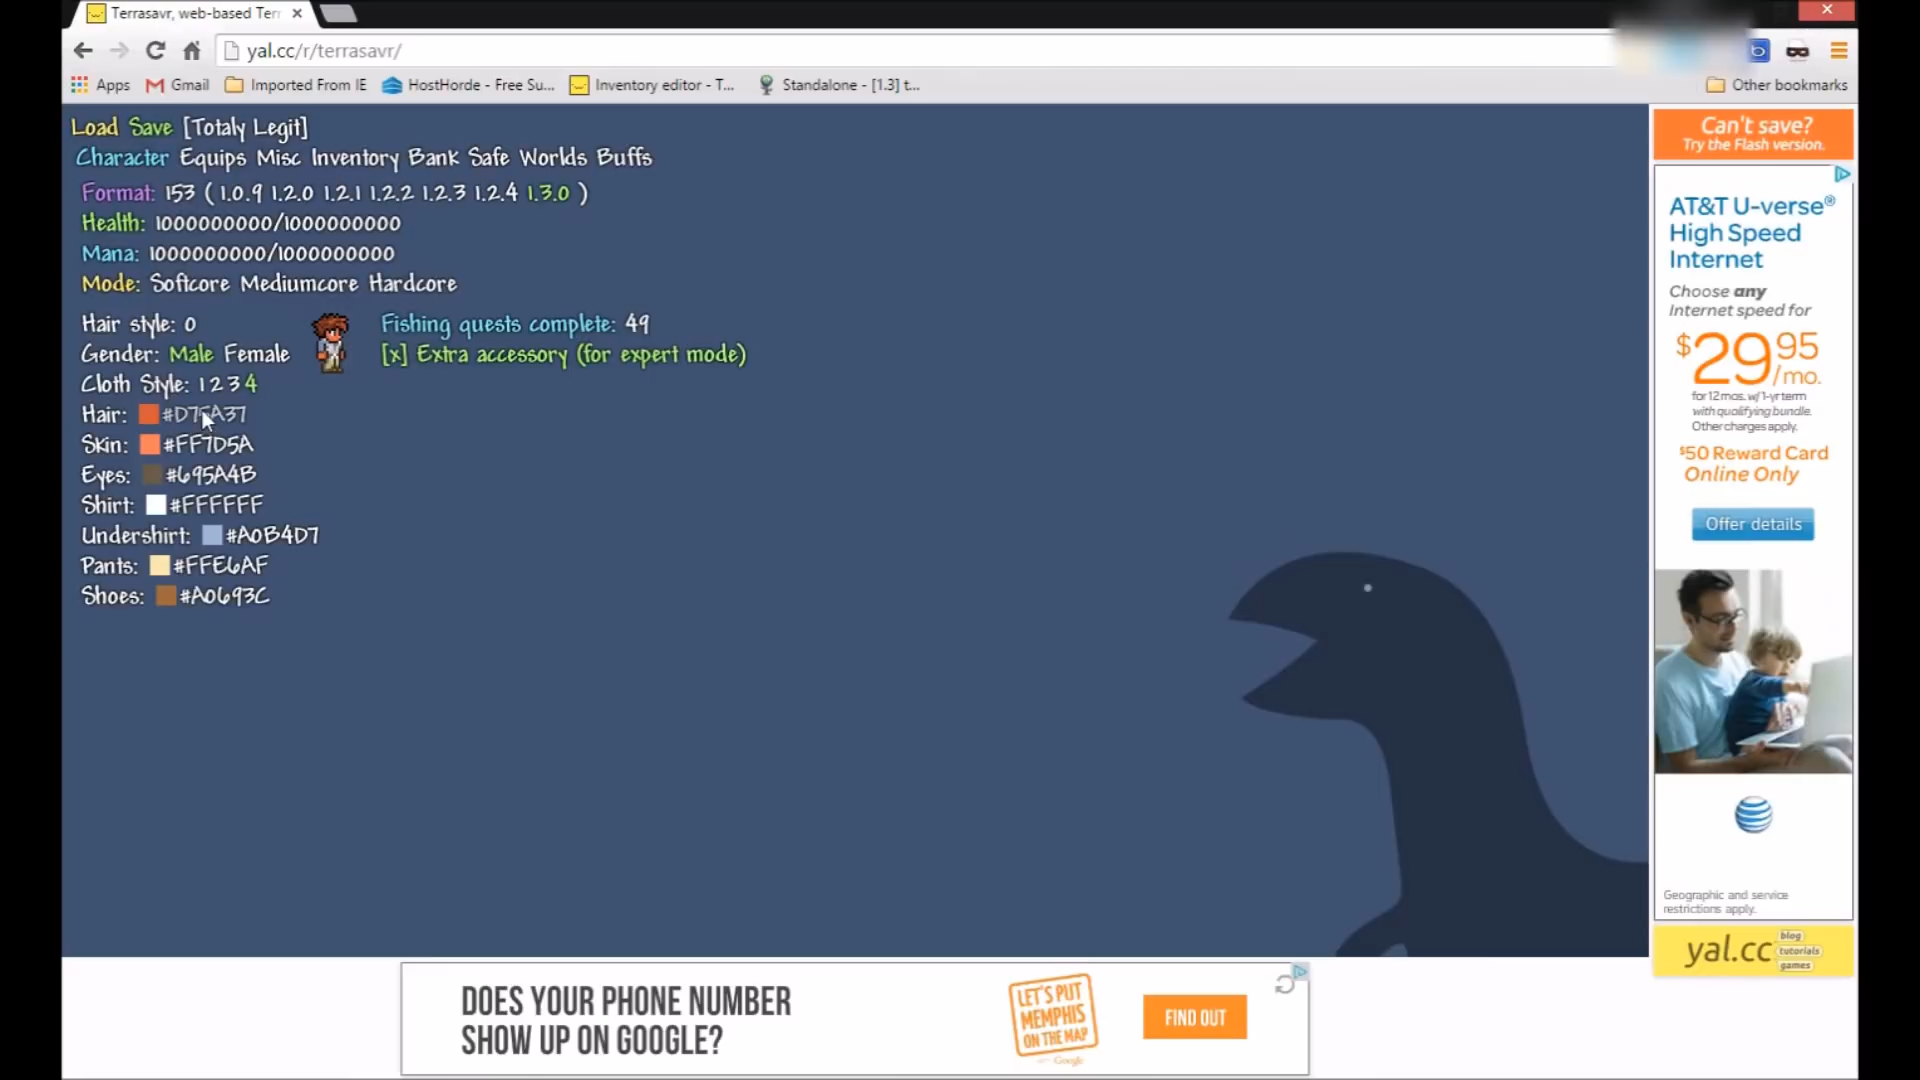 Terrasavr, web-based Terr
yal.cc/r/terrasavr/
Apps Gmail Imported From IE HostHorde - Free Su... Inventory editor - T... Standalone - [1.3] t... Other bookmarks
Load Save [Totaly Legit]
Character Equips Misc Inventory Bank Safe Worlds Buffs
Format: 153 ( 1.0.9 1.2.0 1.2.1 1.2.2 1.2.3 1.2.4 1.3.0 )
Health: 1000000000/1000000000
Mana: 1000000000/1000000000
Mode: Softcore Mediumcore Hardcore
Hair style: 0
Gender: Male Female
Cloth Style: 1 2 3 4
Hair: #D75A37
Skin: #FF7D5A
Eyes: #695A4B
Shirt: #FFFFFF
Undershirt: #A0B4D7
Pants: #FFE6AF
Shoes: #A0693C
Fishing quests complete: 49
[x] Extra accessory (for expert mode)
Can't save?
Try the Flash version.
AT&T U-verse®
High Speed
Internet
Choose any
Internet speed for
$29 95
/mo.
for 12 mos. w/1-yr term
with qualifying bundle.
Other charges apply.
$50 Reward Card
Online Only
Offer details
Geographic and service
restrictions apply.
yal.cc
blog
tutorials
games
DOES YOUR PHONE NUMBER
SHOW UP ON GOOGLE?
LET'S PUT
MEMPHIS
ON THE MAP
Google
FIND OUT